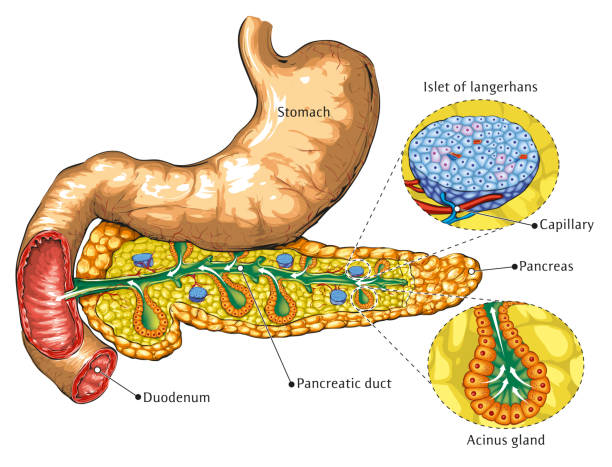 Islet of langerhans
Stomach
Capillary
Pancreas
Pancreatic duct
Duodenum
Acinus gland